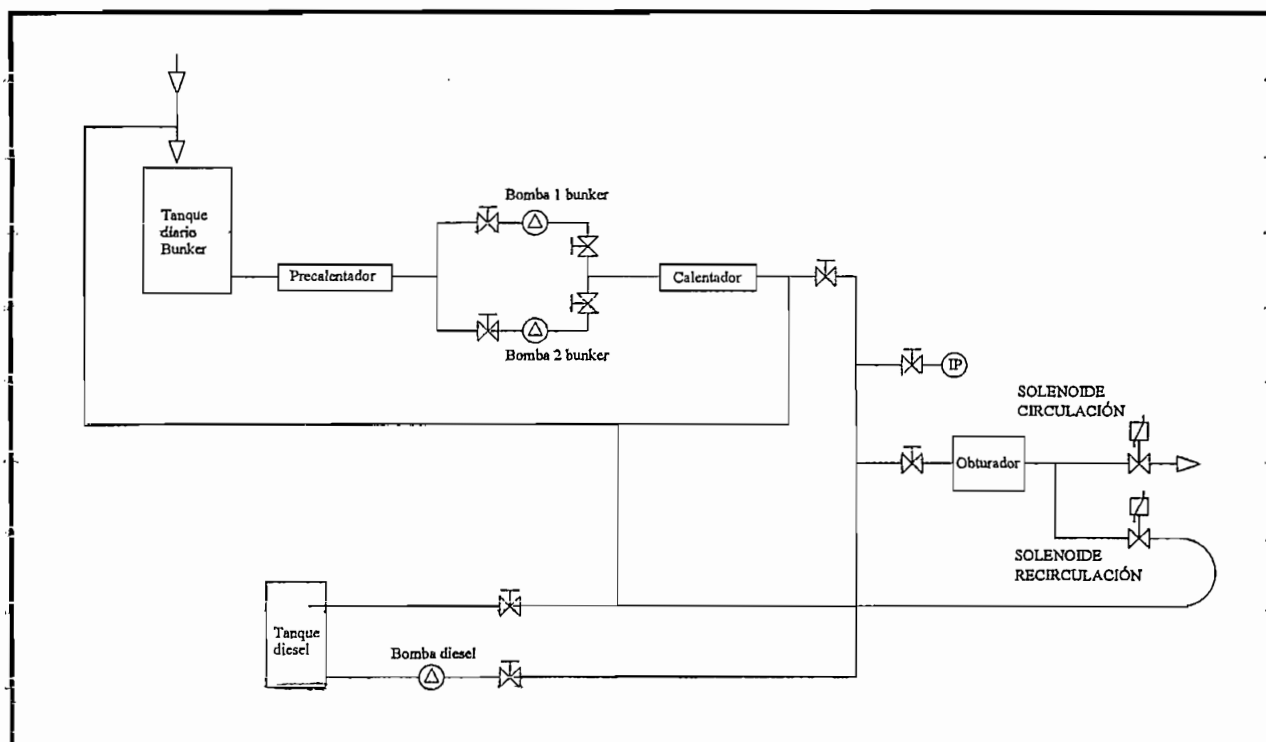 Bomba 1 bunker
Tanque
diario
Bunker
Precalentador
Calentador
Bomba 2 bunker
IP
SOLENOIDE
CIRCULACIÓN
Obturador
SOLENOIDE
RECIRCULACIÓN
Tanque
diesel
Bomba diesel